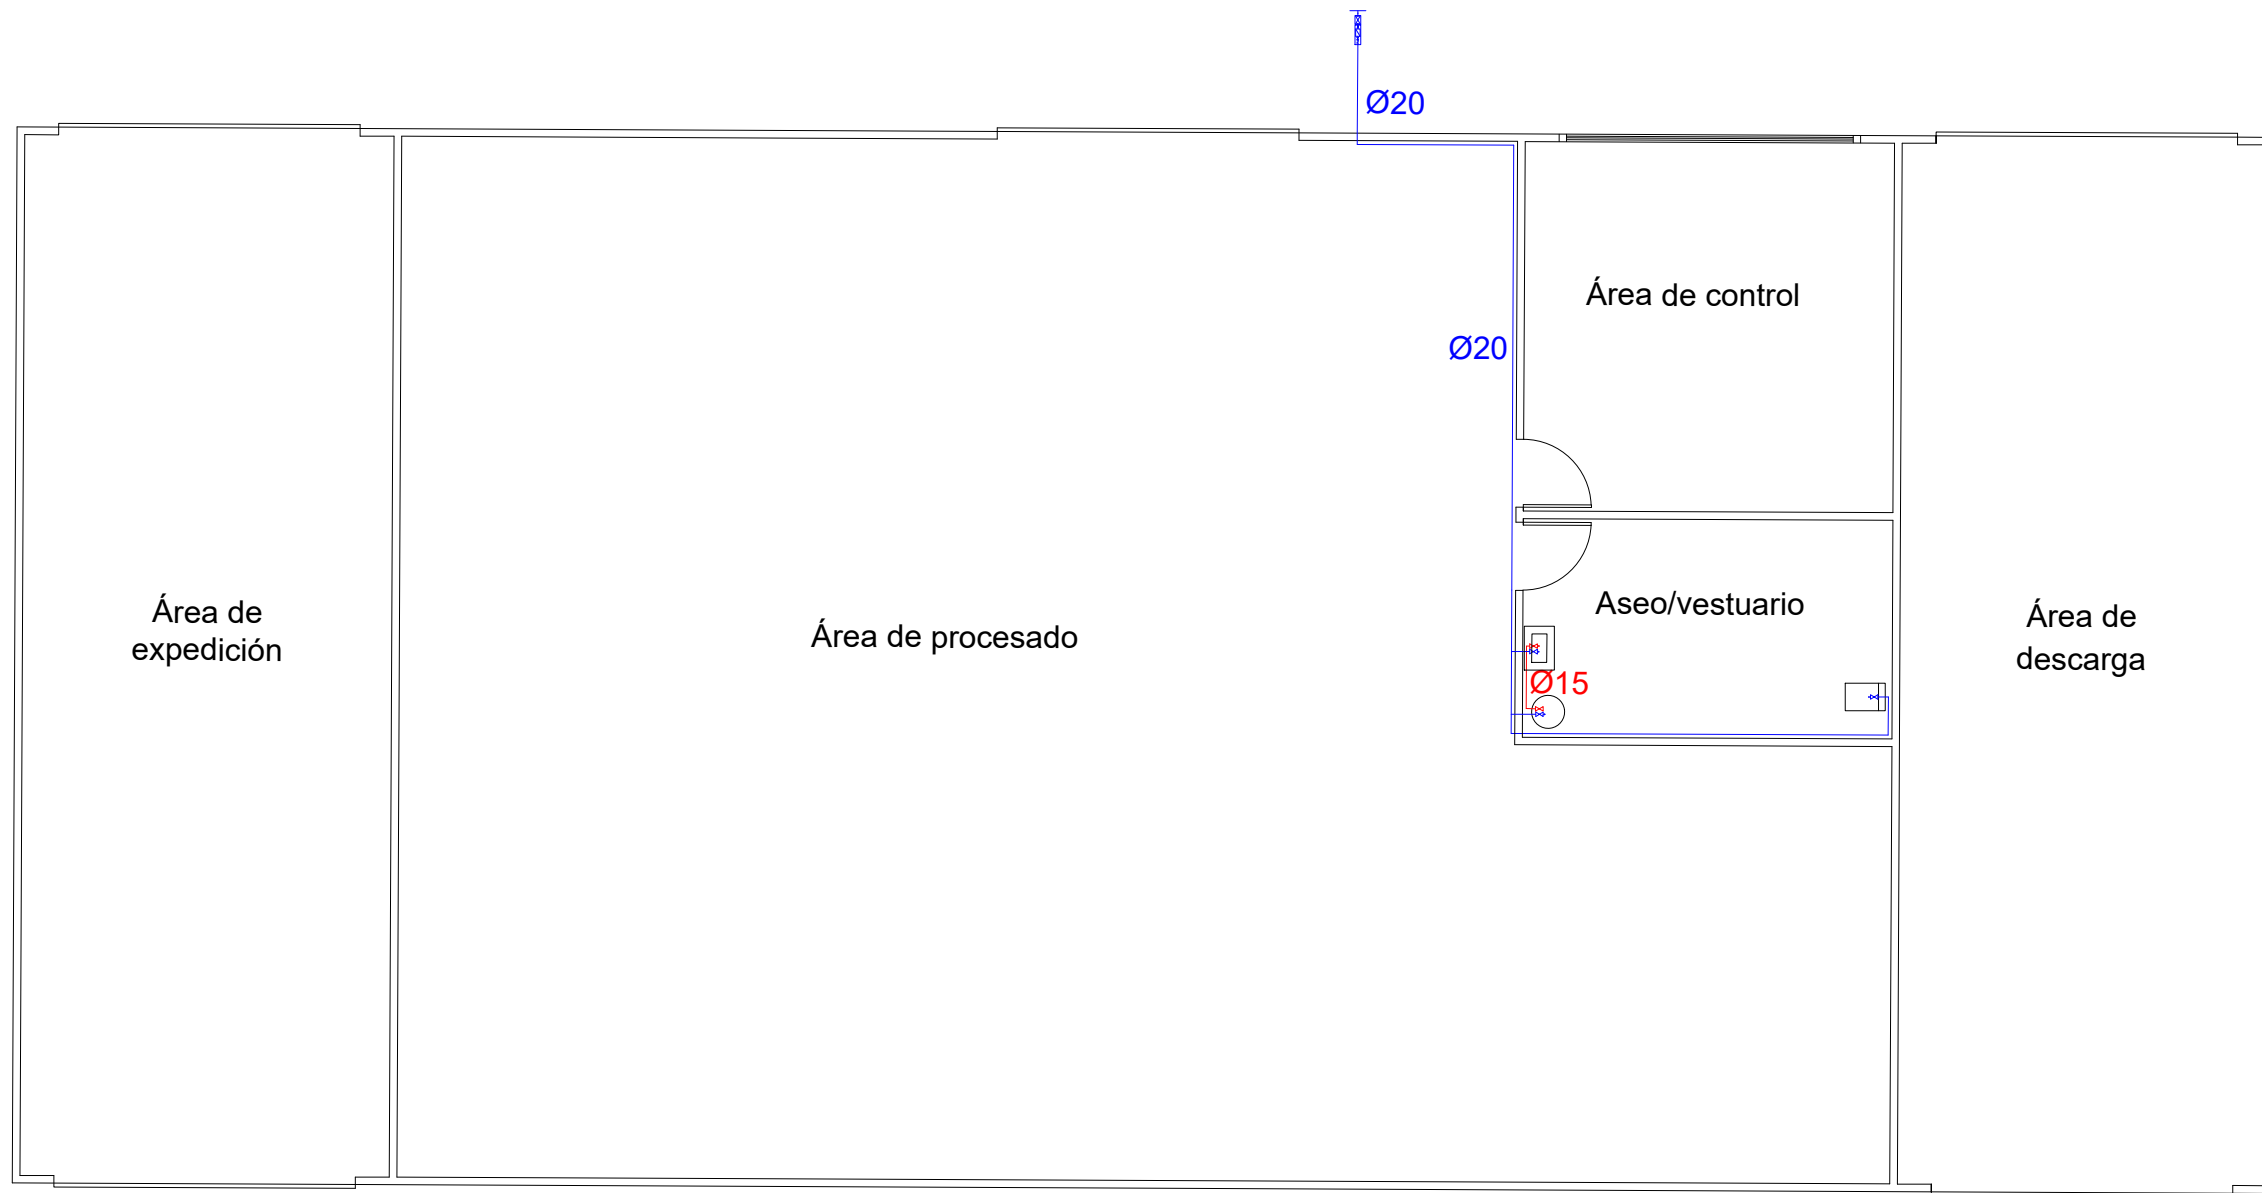 Ø20
Área de control
Ø20
Área de
expedición
Área de procesado
Aseo/vestuario
Área de
descarga
Ø15